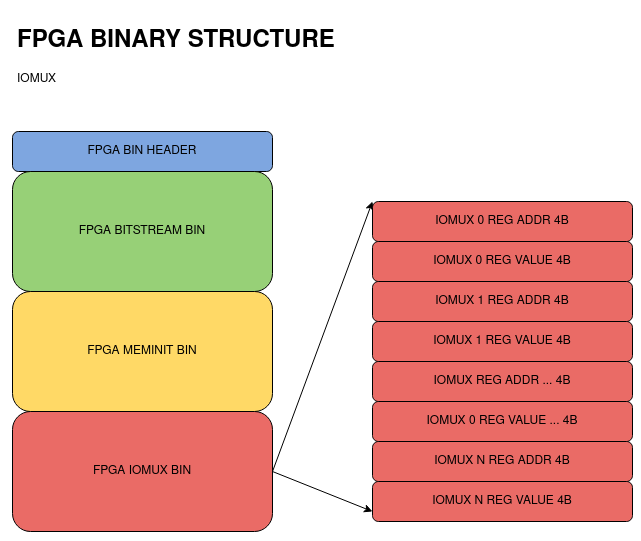 FPGA BINARY STRUCTURE
IOMUX
FPGA BIN HEADER
FPGA BITSTREAM BIN
FPGA MEMINIT BIN
FPGA IOMUX BIN
IOMUX 0 REG ADDR 4B
IOMUX 0 REG VALUE 4B
IOMUX 1 REG ADDR 4B
IOMUX 1 REG VALUE 4B
IOMUX REG ADDR ... 4B
IOMUX 0 REG VALUE ... 4B
IOMUX N REG ADDR 4B
IOMUX N REG VALUE 4B